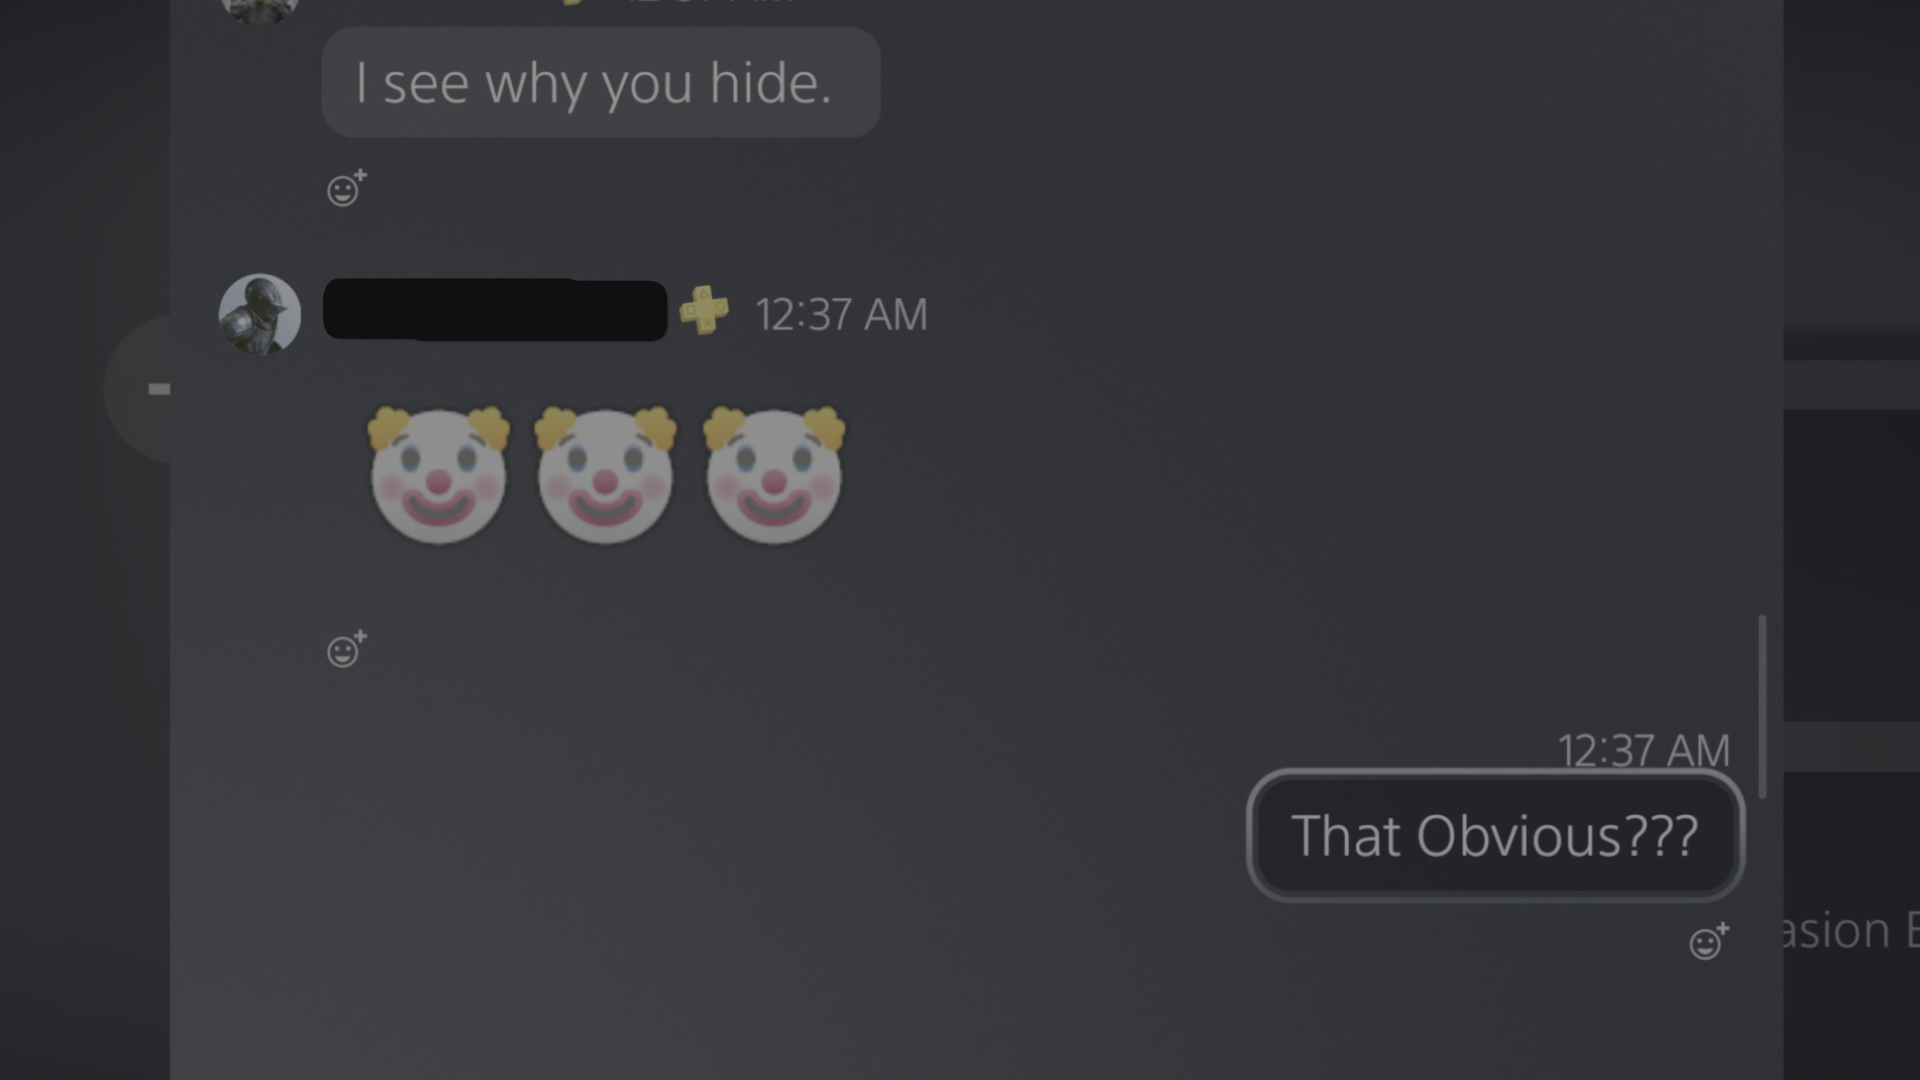 I see why you hide.
12:37 AM
🤡🤡🤡
12:37 AM
That Obvious???